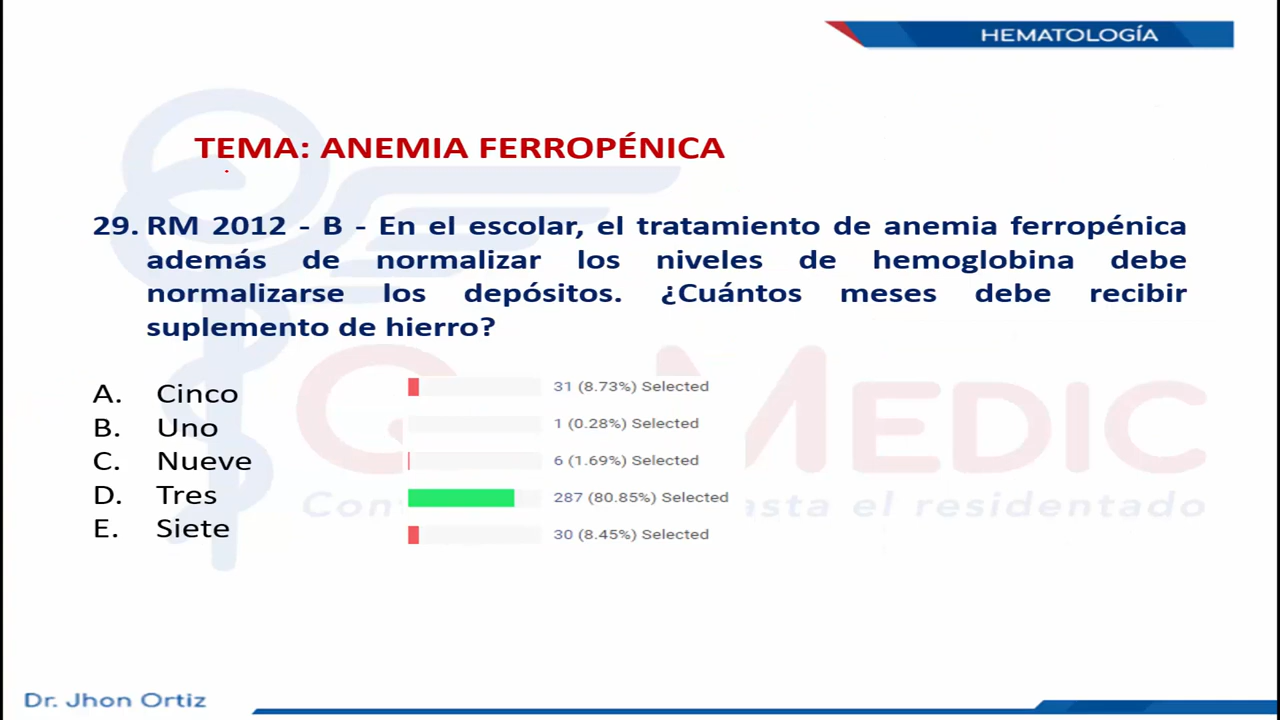 HEMATOLOGÍA
TEMA: ANEMIA FERROPÉNICA
29. RM 2012 - B - En el escolar, el tratamiento de anemia ferropénica
además de normalizar los niveles de hemoglobina debe
normalizarse los depósitos. ¿Cuántos meses debe recibir
suplemento de hierro?
A. Cinco 31 (8.73%) Selected
B. Uno 1 (0.28%) Selected
C. Nueve 6 (1.69%) Selected
D. Tres 287 (80.85%) Selected
E. Siete 30 (8.45%) Selected
MEDIC
el residentado
Dr. Jhon Ortiz